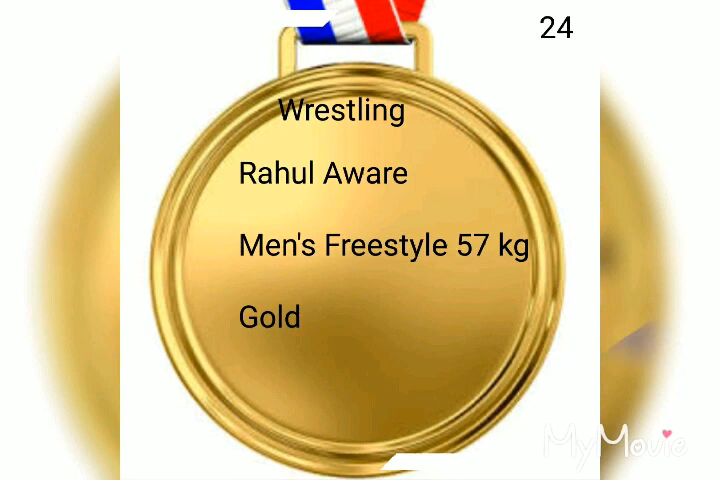 24
Wrestling
Rahul Aware
Men's Freestyle 57 kg
Gold
MyMovie